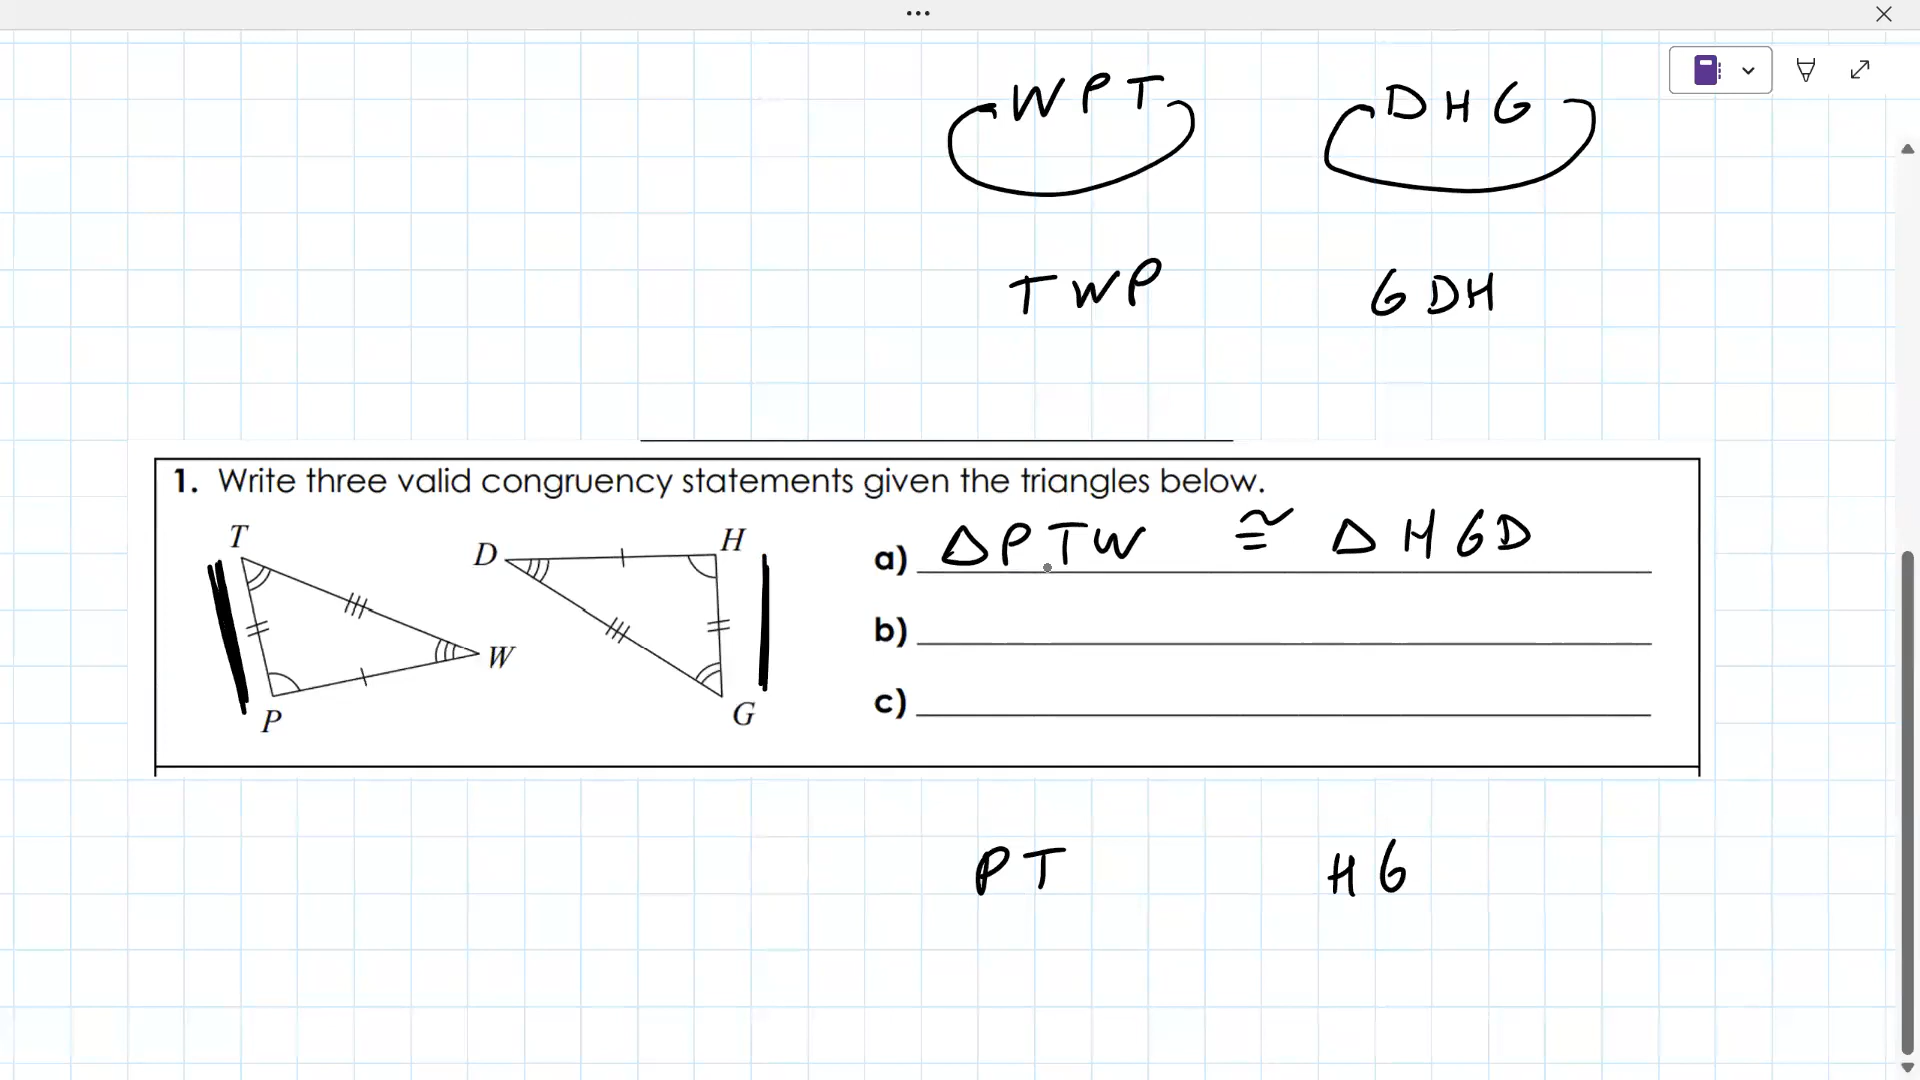 WPT DHG
TWP GDH
1. Write three valid congruency statements given the triangles below.
T D H W P G
a) ΔPTW ≅ ΔHGD
b)
c)
PT HG